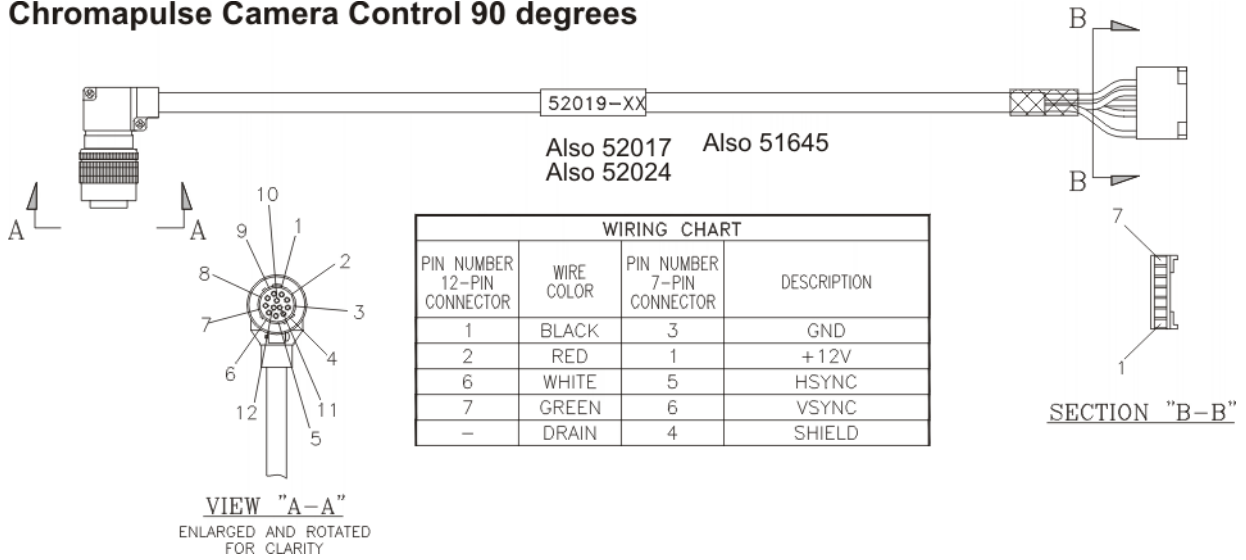 Chromapulse Camera Control 90 degrees
B
52019-XX
Also 52017
Also 51645
Also 52024
B
A
A
10
9
1
8
2
7
3
6
4
12
11
5
VIEW "A-A"
ENLARGED AND ROTATED
FOR CLARITY
WIRING CHART
PIN NUMBER 12-PIN CONNECTOR WIRE COLOR PIN NUMBER 7-PIN CONNECTOR DESCRIPTION
1 BLACK 3 GND
2 RED 1 +12V
6 WHITE 5 HSYNC
7 GREEN 6 VSYNC
- DRAIN 4 SHIELD
7
1
SECTION "B-B"